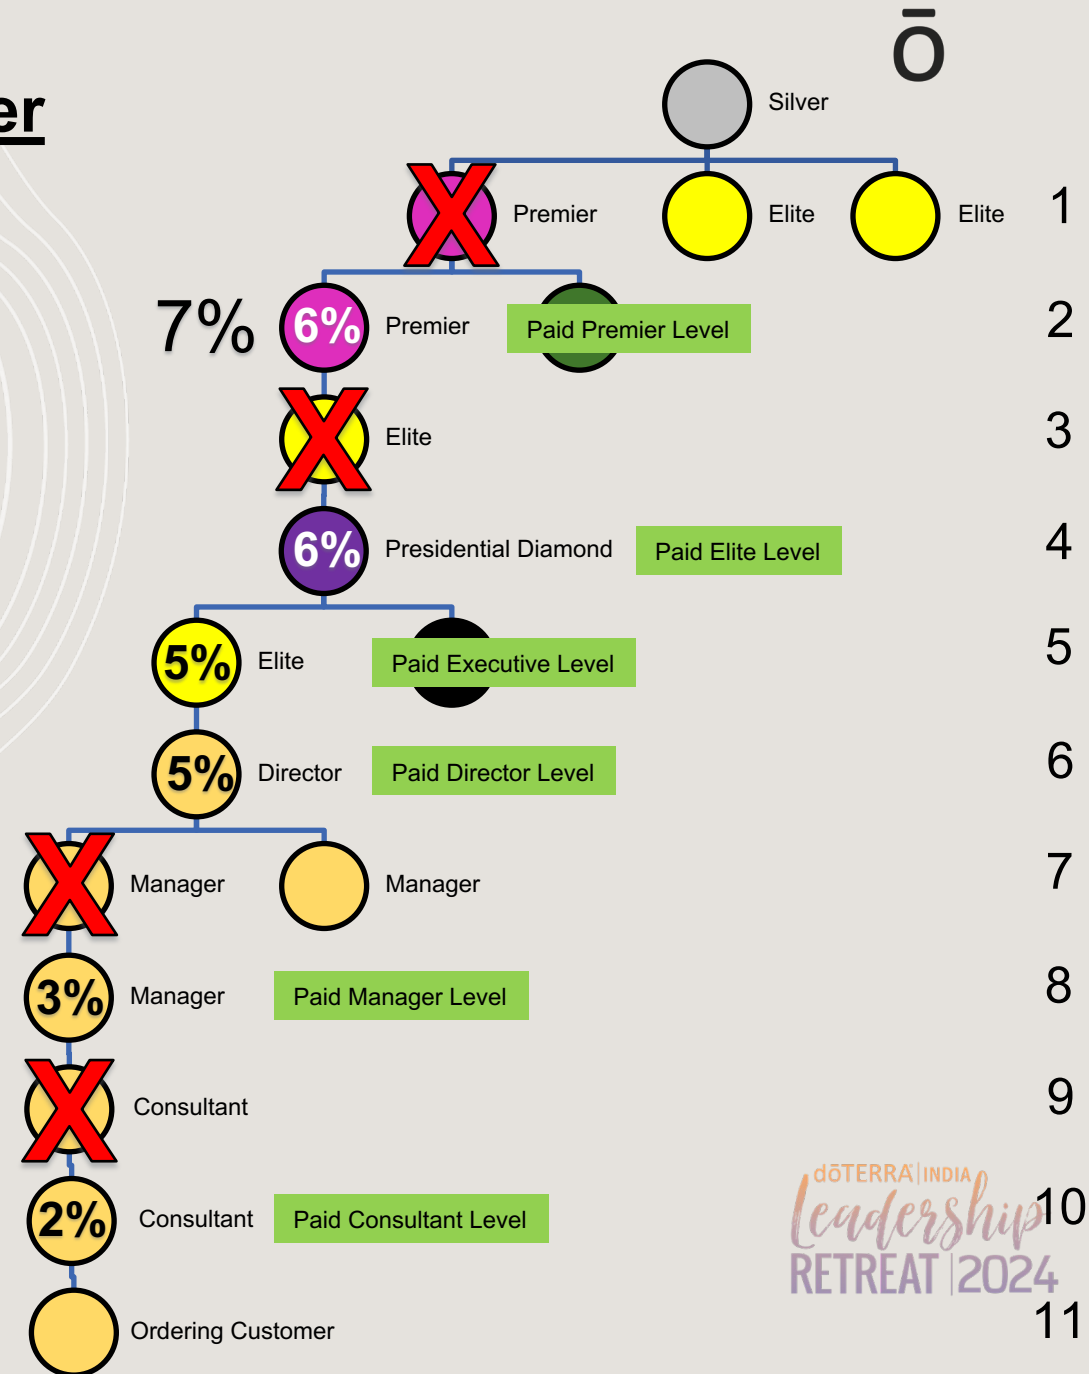 ō
er
Silver
X Premier Elite Elite 1
7% 6% Premier Paid Premier Level 2
X Elite 3
6% Presidential Diamond Paid Elite Level 4
5% Elite Paid Executive Level 5
5% Director Paid Director Level 6
X Manager Manager 7
3% Manager Paid Manager Level 8
X Consultant 9
2% Consultant Paid Consultant Level 10
dōTERRA | INDIA
Leadership
RETREAT | 2024
Ordering Customer 11